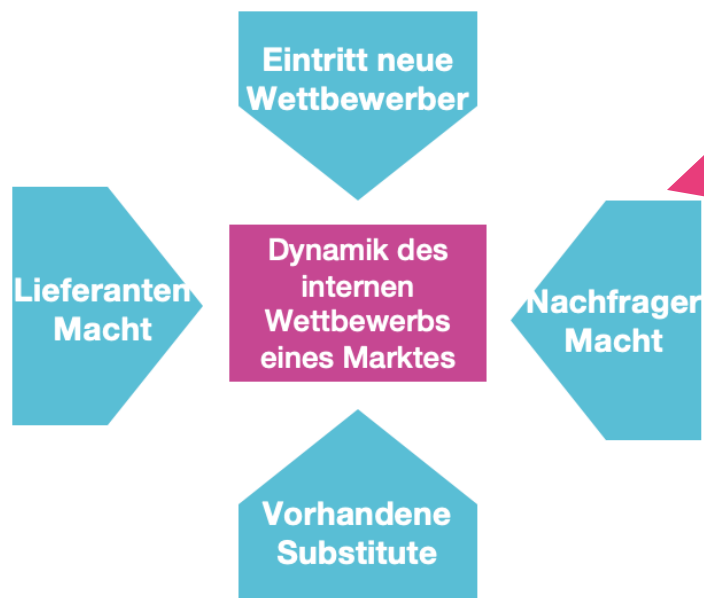 Eintritt neue
Wettbewerber
Lieferanten
Macht
Dynamik des
internen
Wettbewerbs
eines Marktes
Nachfrager
Macht
Vorhandene
Substitute